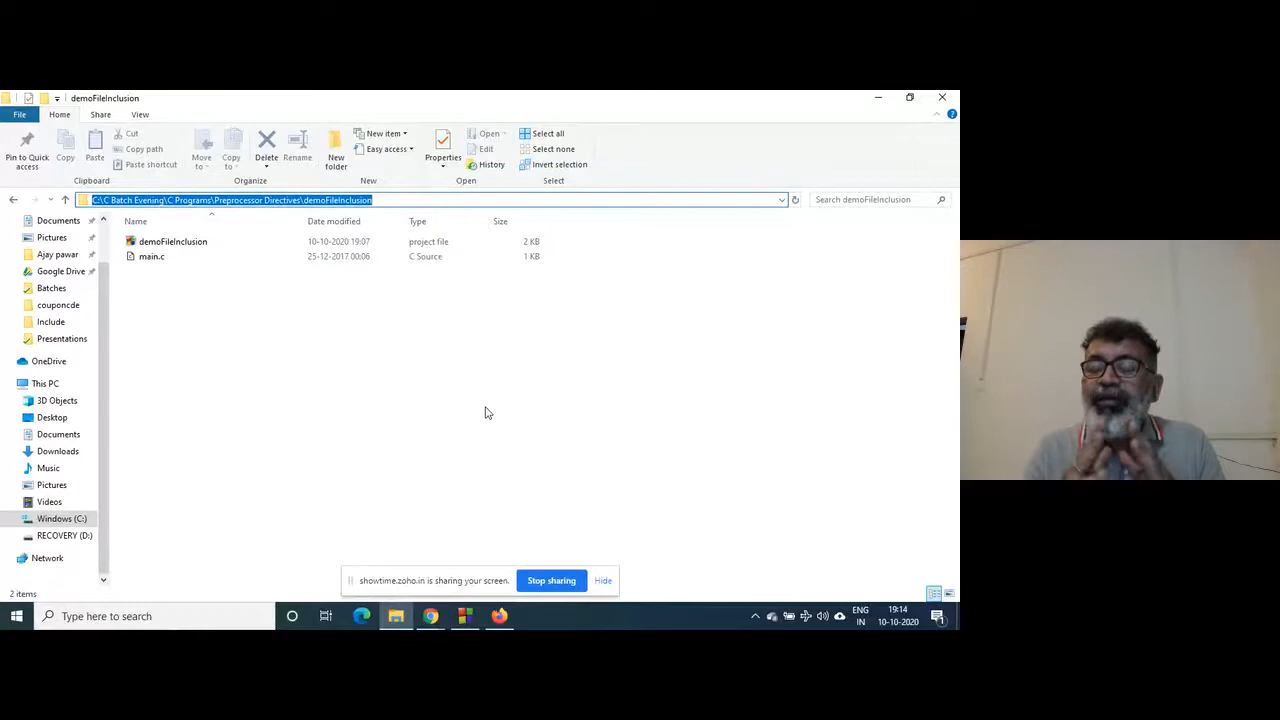 demoFileInclusion
File Home Share View
Pin to Quick access
Copy
Paste
Cut
Copy path
Paste shortcut
Clipboard
Move to
Copy to
Delete
Rename
Organize
New folder
New item
Easy access
New
Properties
Open
Edit
History
Open
Select all
Select none
Invert selection
Select
C:\C Batch Evening\C Programs\Preprocessor Directives\demoFileInclusion
Search demoFileInclusion
Name Date modified Type Size
demoFileInclusion 10-10-2020 19:07 project file 2 KB
main.c 25-12-2017 00:06 C Source 1 KB
Documents
Pictures
Ajay pawar
Google Drive
Batches
couponcde
Include
Presentations
OneDrive
This PC
3D Objects
Desktop
Documents
Downloads
Music
Pictures
Videos
Windows (C:)
RECOVERY (D:)
Network
showtime.zoho.in is sharing your screen. Stop sharing Hide
2 items
Type here to search
ENG
IN
19:14
10-10-2020
1